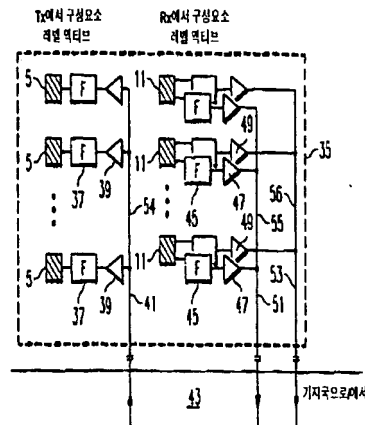 Tx에서 구성요소 Rx에서 구성요소
레벨 액티브 레벨 액티브
5 F 11 F
49 35
5 F 11 F
37 39 54 45 47 55 56
49
5 F 11 F 53
37 39 41 45 47 51
43 기지국으로/에서